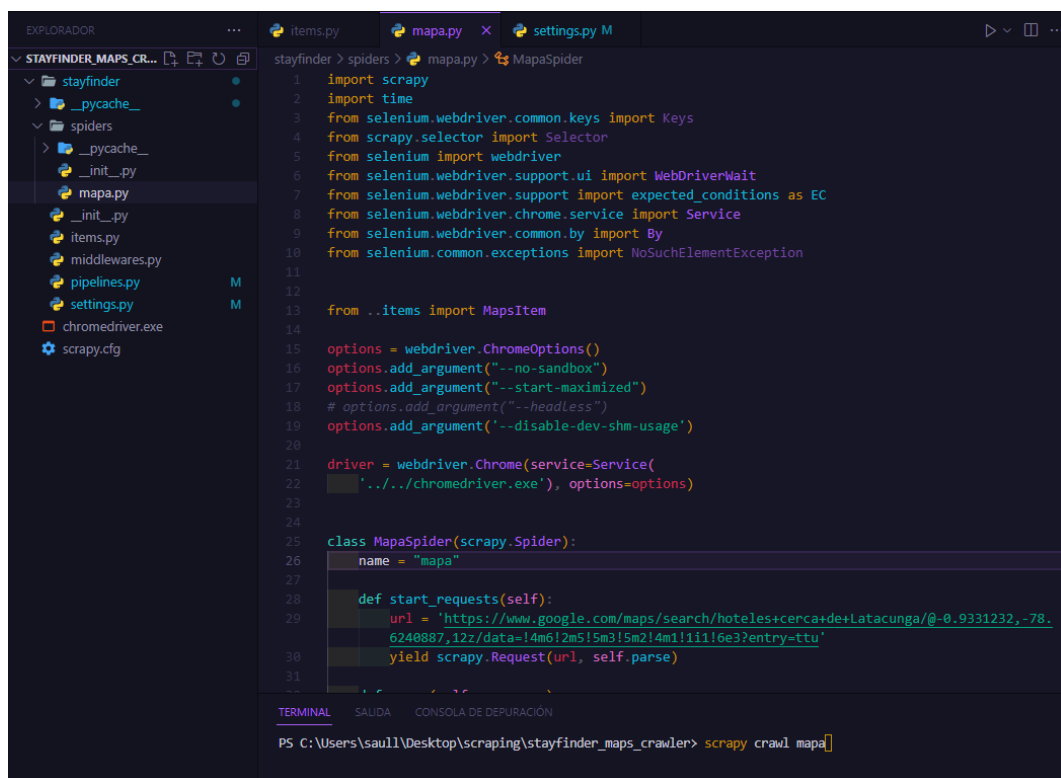 EXPLORADOR ...
STAYFINDER_MAPS_CR...
stayfinder
__pycache__
spiders
__pycache__
__init__.py
mapa.py
__init__.py
items.py
middlewares.py
pipelines.py M
settings.py M
chromedriver.exe
scrapy.cfg
items.py mapa.py settings.py M
stayfinder > spiders > mapa.py > MapaSpider
1 import scrapy
2 import time
3 from selenium.webdriver.common.keys import Keys
4 from scrapy.selector import Selector
5 from selenium import webdriver
6 from selenium.webdriver.support.ui import WebDriverWait
7 from selenium.webdriver.support import expected_conditions as EC
8 from selenium.webdriver.chrome.service import Service
9 from selenium.webdriver.common.by import By
10 from selenium.common.exceptions import NoSuchElementException
11
12
13 from ..items import MapsItem
14
15 options = webdriver.ChromeOptions()
16 options.add_argument("--no-sandbox")
17 options.add_argument("--start-maximized")
18 # options.add_argument("--headless")
19 options.add_argument('--disable-dev-shm-usage')
20
21 driver = webdriver.Chrome(service=Service(
22 '../../chromedriver.exe'), options=options)
23
24
25 class MapaSpider(scrapy.Spider):
26 name = "mapa"
27
28 def start_requests(self):
29 url = 'https://www.google.com/maps/search/hoteles+cerca+de+Latacunga/@-0.9331232,-78.
6240887,12z/data=!4m6!2m5!5m3!5m2!4m1!1i1!6e3?entry=ttu'
30 yield scrapy.Request(url, self.parse)
31
TERMINAL SALIDA CONSOLA DE DEPURACIÓN
PS C:\Users\saull\Desktop\scraping\stayfinder_maps_crawler> scrapy crawl mapa